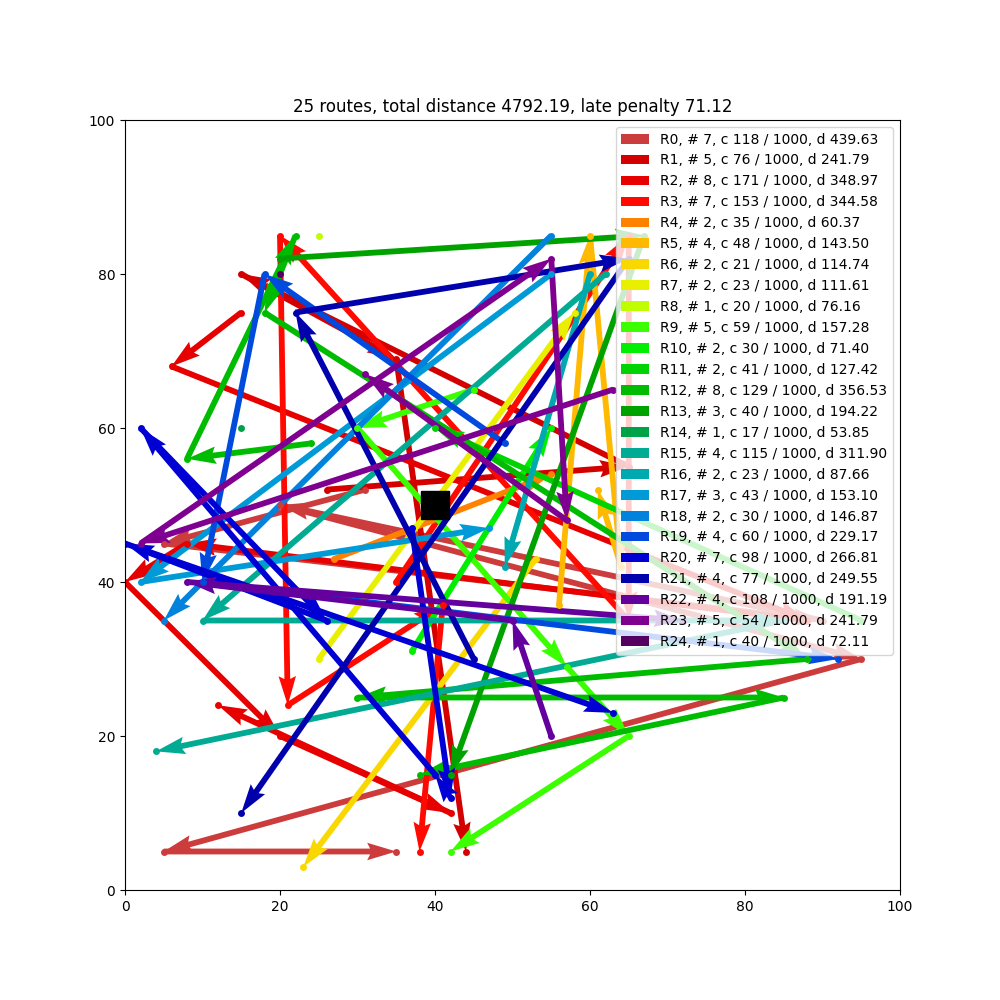 25 routes, total distance 4792.19, late penalty 71.12
R0, # 7, c 118 / 1000, d 439.63
R1, # 5, c 76 / 1000, d 241.79
R2, # 8, c 171 / 1000, d 348.97
R3, # 7, c 153 / 1000, d 344.58
R4, # 2, c 35 / 1000, d 60.37
R5, # 4, c 48 / 1000, d 143.50
R6, # 2, c 21 / 1000, d 114.74
R7, # 2, c 23 / 1000, d 111.61
R8, # 1, c 20 / 1000, d 76.16
R9, # 5, c 59 / 1000, d 157.28
R10, # 2, c 30 / 1000, d 71.40
R11, # 2, c 41 / 1000, d 127.42
R12, # 8, c 129 / 1000, d 356.53
R13, # 3, c 40 / 1000, d 194.22
R14, # 1, c 17 / 1000, d 53.85
R15, # 4, c 115 / 1000, d 311.90
R16, # 2, c 23 / 1000, d 87.66
R17, # 3, c 43 / 1000, d 153.10
R18, # 2, c 30 / 1000, d 146.87
R19, # 4, c 60 / 1000, d 229.17
R20, # 7, c 98 / 1000, d 266.81
R21, # 4, c 77 / 1000, d 249.55
R22, # 4, c 108 / 1000, d 191.19
R23, # 5, c 54 / 1000, d 241.79
R24, # 1, c 40 / 1000, d 72.11
100
80
60
40
20
0
0 20 40 60 80 100